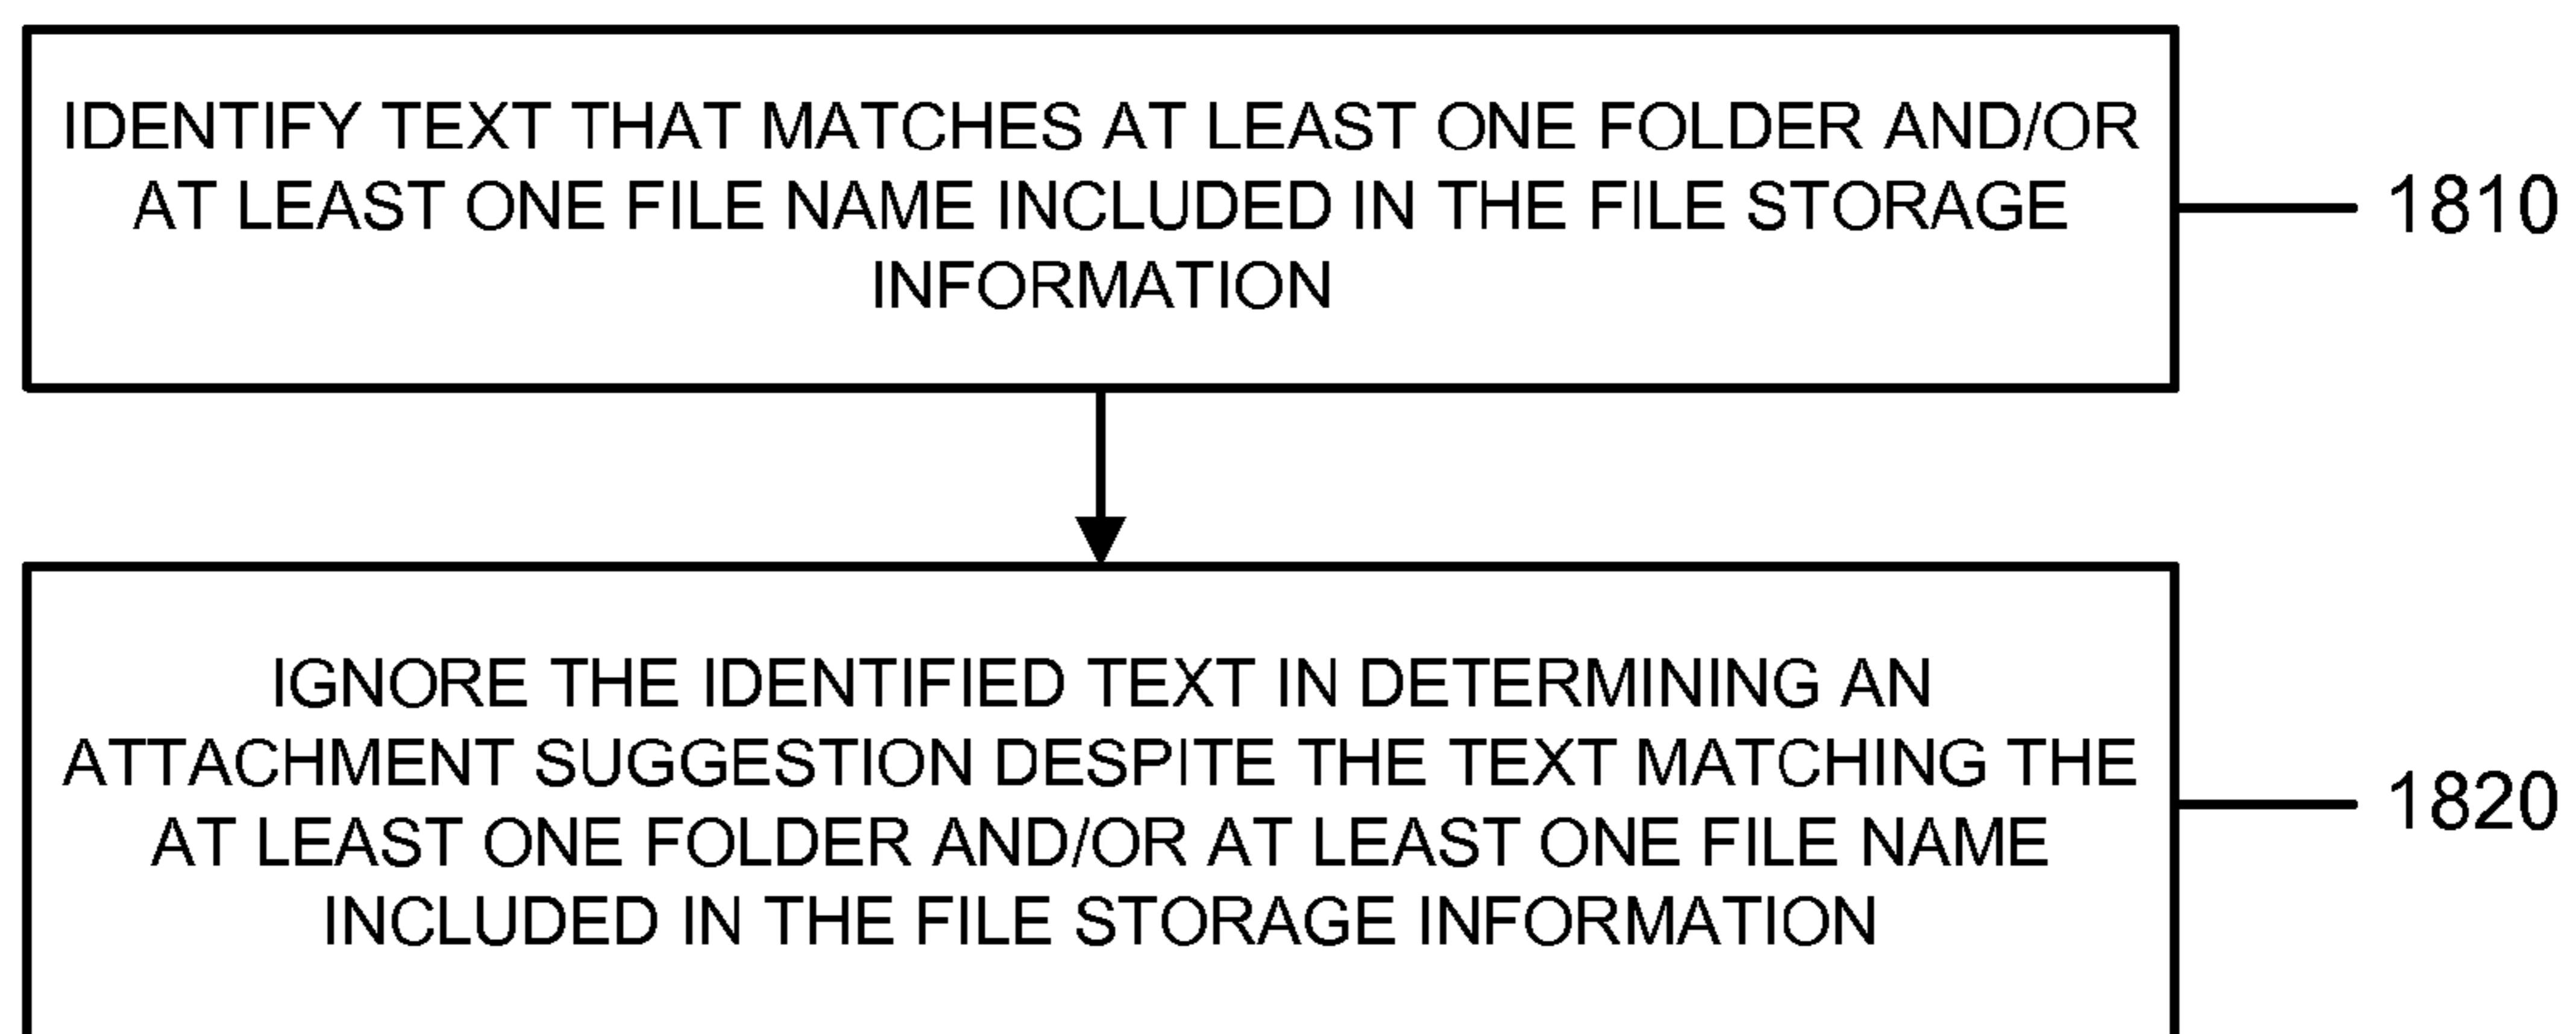 IDENTIFY TEXT THAT MATCHES AT LEAST ONE FOLDER AND/OR
AT LEAST ONE FILE NAME INCLUDED IN THE FILE STORAGE
INFORMATION
1810
IGNORE THE IDENTIFIED TEXT IN DETERMINING AN
ATTACHMENT SUGGESTION DESPITE THE TEXT MATCHING THE
AT LEAST ONE FOLDER AND/OR AT LEAST ONE FILE NAME
INCLUDED IN THE FILE STORAGE INFORMATION
1820